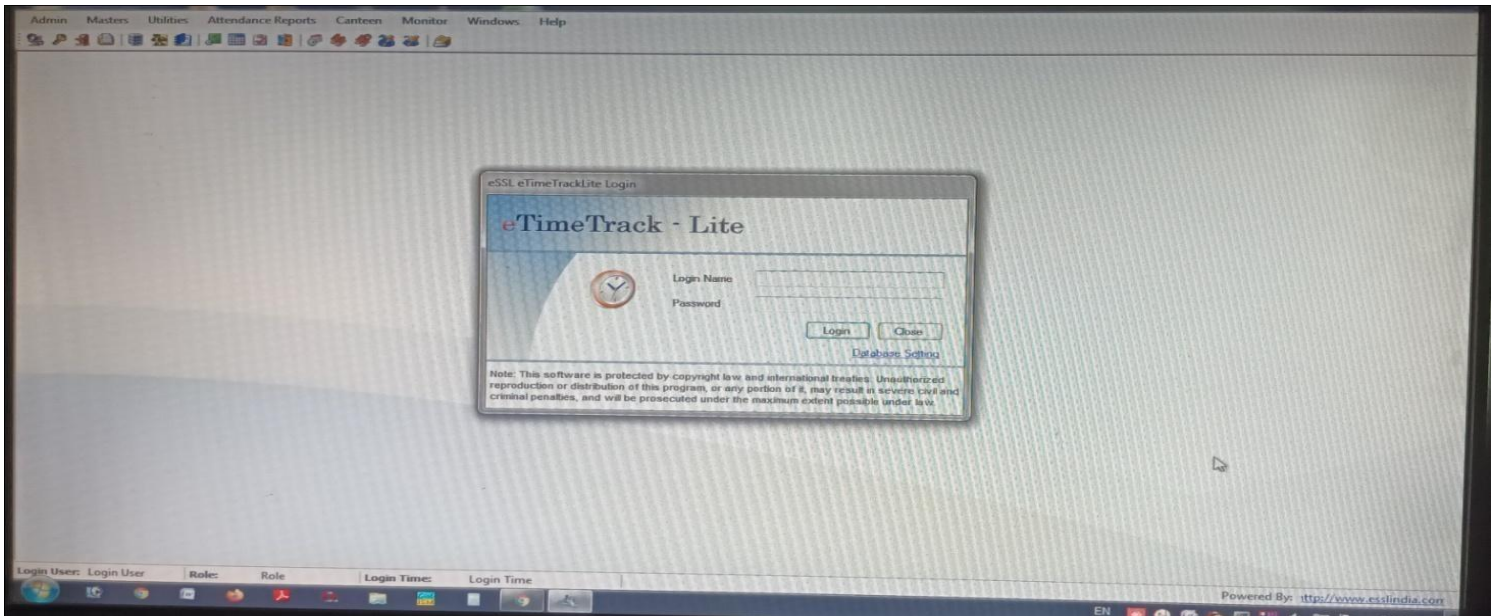 Admin Masters Utilities Attendance Reports Canteen Monitor Windows Help
eSSL eTimeTrackLite Login
eTimeTrack - Lite
Login Name
Password
Login Close
Database Setting
Note: This software is protected by copyright law and international treaties. Unauthorized
reproduction or distribution of this program, or any portion of it, may result in severe civil and
criminal penalties, and will be prosecuted under the maximum extent possible under law.
Login User: Login User Role: Role Login Time: Login Time
Powered By: http://www.esslindia.com
EN